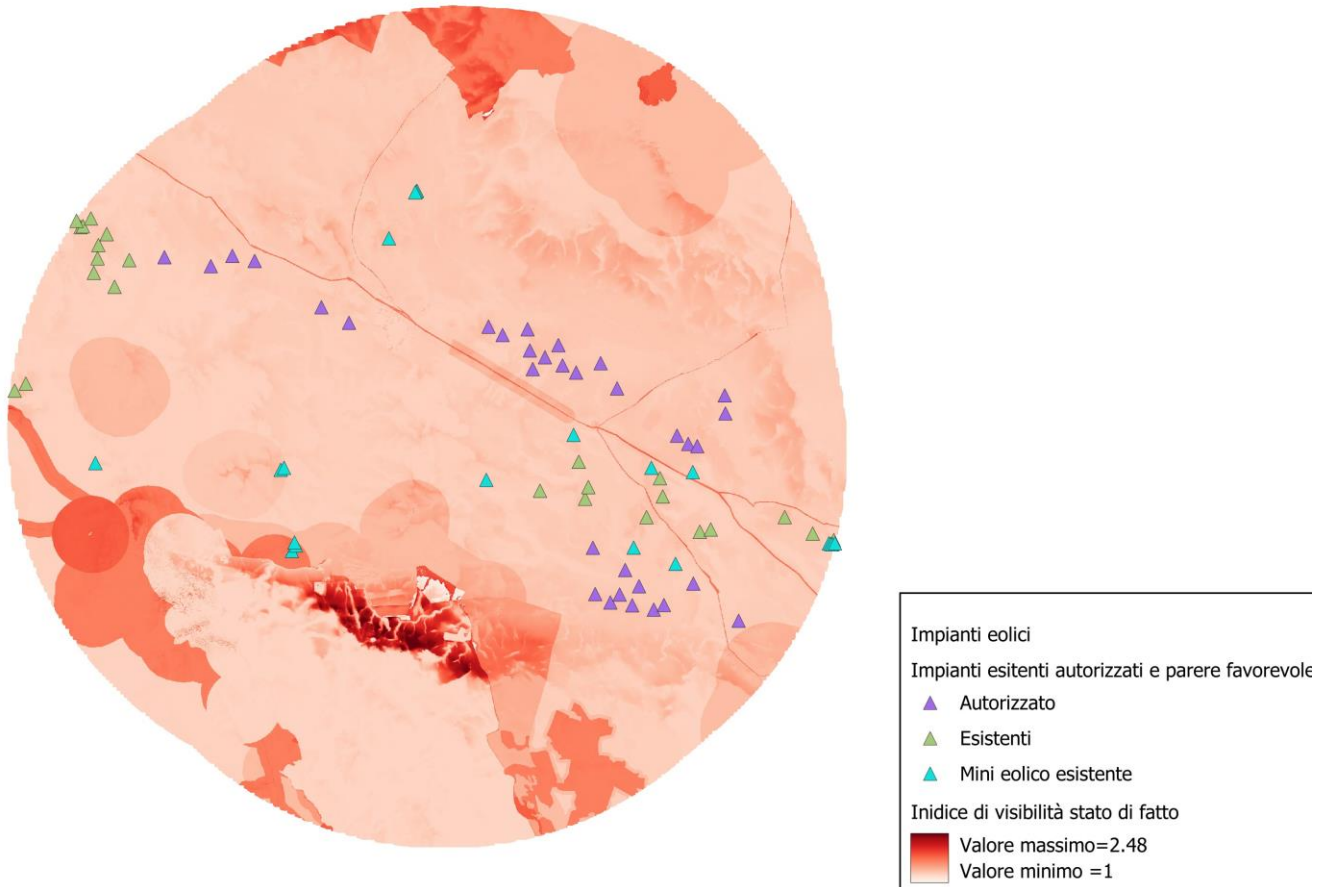 Impianti eolici
Impianti esitenti autorizzati e parere favorevole
Autorizzato
Esistenti
Mini eolico esistente
Inidice di visibilità stato di fatto
Valore massimo=2.48
Valore minimo =1